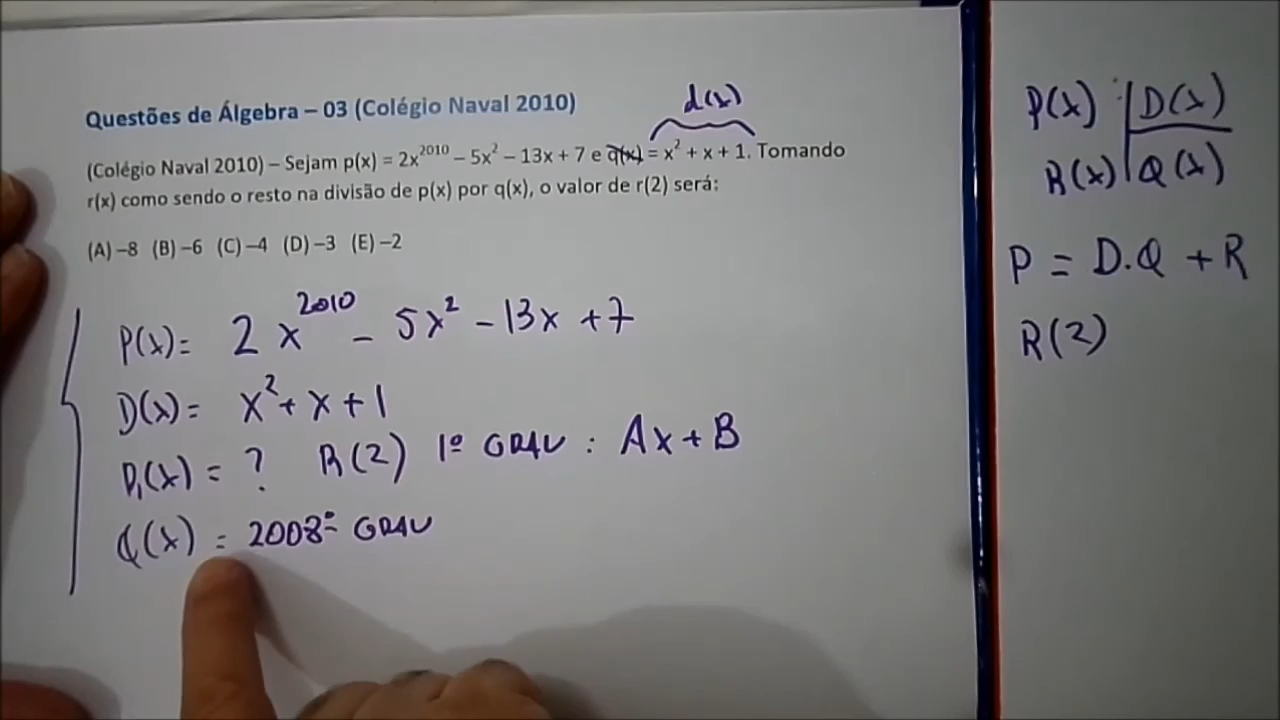 Questões de Álgebra – 03 (Colégio Naval 2010)
d(x)
(Colégio Naval 2010) – Sejam p(x) = 2x²⁰¹⁰ – 5x² – 13x + 7 e q(x) = x² + x + 1. Tomando
r(x) como sendo o resto na divisão de p(x) por q(x), o valor de r(2) será:
(A) –8 (B) –6 (C) –4 (D) –3 (E) –2
P(x) = 2x²⁰¹⁰ – 5x² – 13x + 7
D(x) = x² + x + 1
R(x) = ? R(2) 1º GRAU : Ax + B
Q(x) = 2008º GRAU
P(x) D(x)
R(x) Q(x)
P = D.Q + R
R(2)